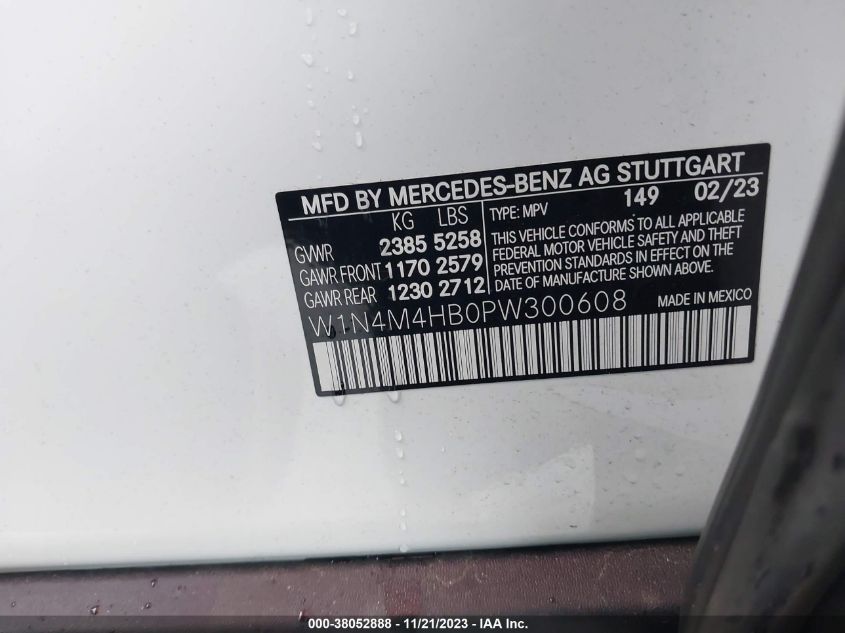 MFD BY MERCEDES-BENZ AG STUTTGART
149 02/23
KG LBS
GVWR 2385 5258
GAWR FRONT 1170 2579
GAWR REAR 1230 2712
TYPE: MPV
THIS VEHICLE CONFORMS TO ALL APPLICABLE
FEDERAL MOTOR VEHICLE SAFETY AND THEFT
PREVENTION STANDARDS IN EFFECT ON THE
DATE OF MANUFACTURE SHOWN ABOVE.
W1N4M4HB0PW300608
MADE IN MEXICO
000-38052888 - 11/21/2023 - IAA Inc.